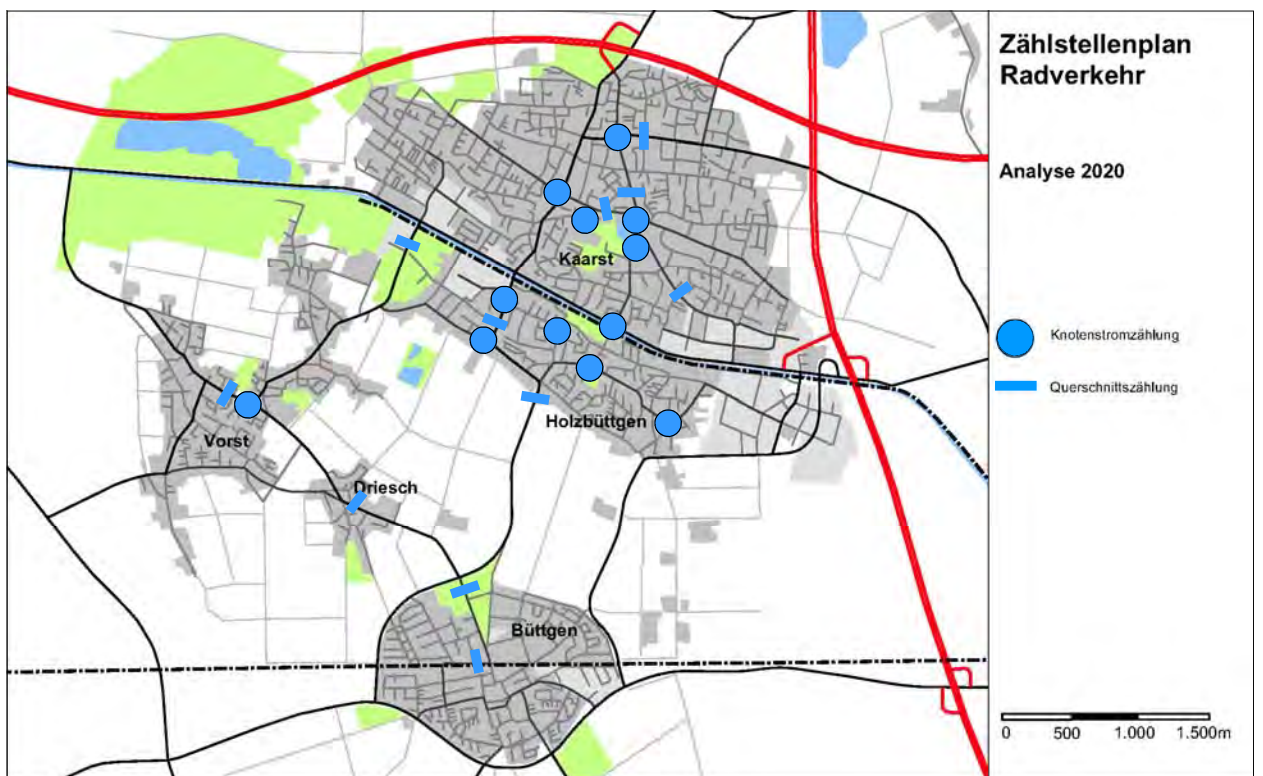 Zählstellenplan
Radverkehr
Analyse 2020
Kaarst
Knotenstromzählung
Querschnittszählung
Holzbüttgen
Vorst
Driesch
Büttgen
0 500 1.000 1.500m